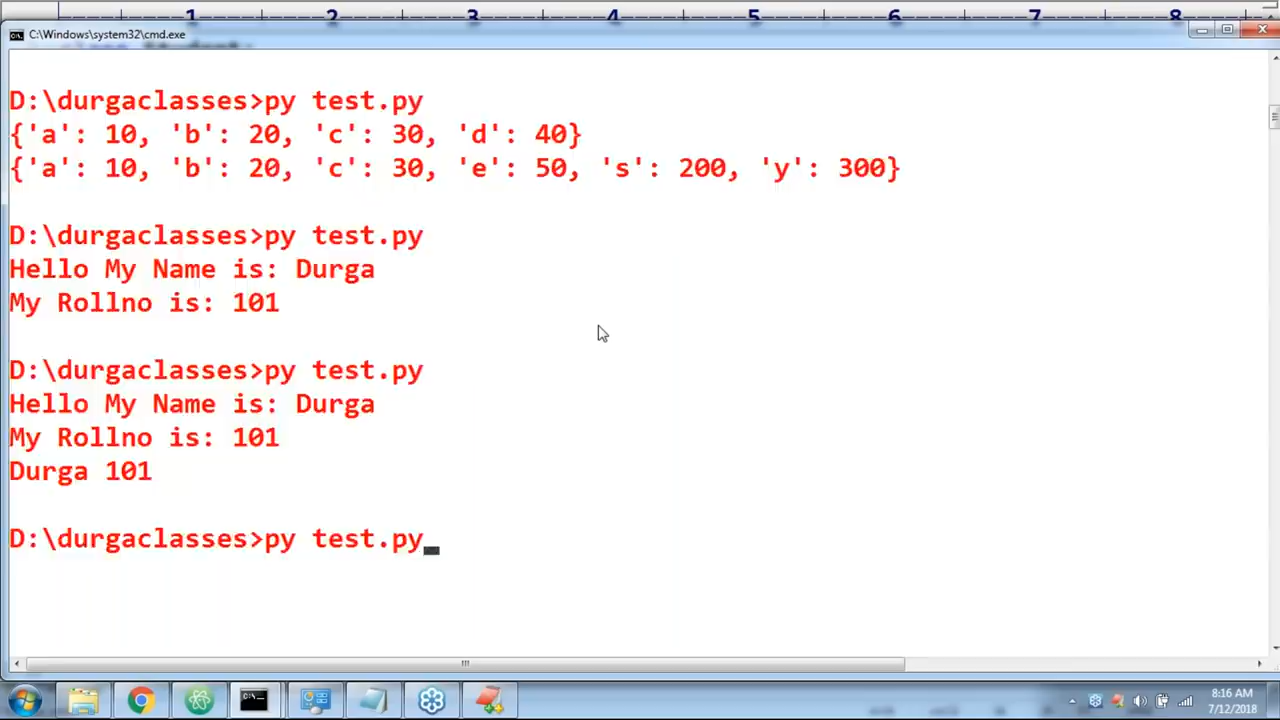 1 2 3 4 5 6 7 8
C:\Windows\system32\cmd.exe
D:\durgaclasses>py test.py
{'a': 10, 'b': 20, 'c': 30, 'd': 40}
{'a': 10, 'b': 20, 'c': 30, 'e': 50, 's': 200, 'y': 300}
D:\durgaclasses>py test.py
Hello My Name is: Durga
My Rollno is: 101
D:\durgaclasses>py test.py
Hello My Name is: Durga
My Rollno is: 101
Durga 101
D:\durgaclasses>py test.py
8:16 AM
7/12/2018